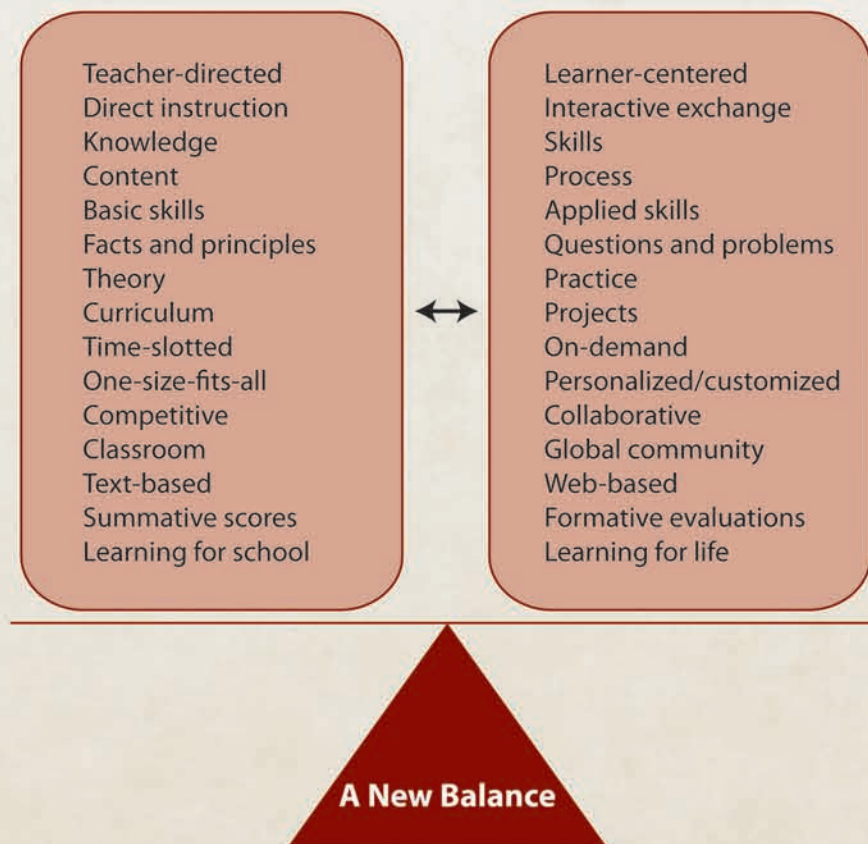 Teacher-directed
Direct instruction
Knowledge
Content
Basic skills
Facts and principles
Theory
Curriculum
Time-slotted
One-size-fits-all
Competitive
Classroom
Text-based
Summative scores
Learning for school
Learner-centered
Interactive exchange
Skills
Process
Applied skills
Questions and problems
Practice
Projects
On-demand
Personalized/customized
Collaborative
Global community
Web-based
Formative evaluations
Learning for life
A New Balance